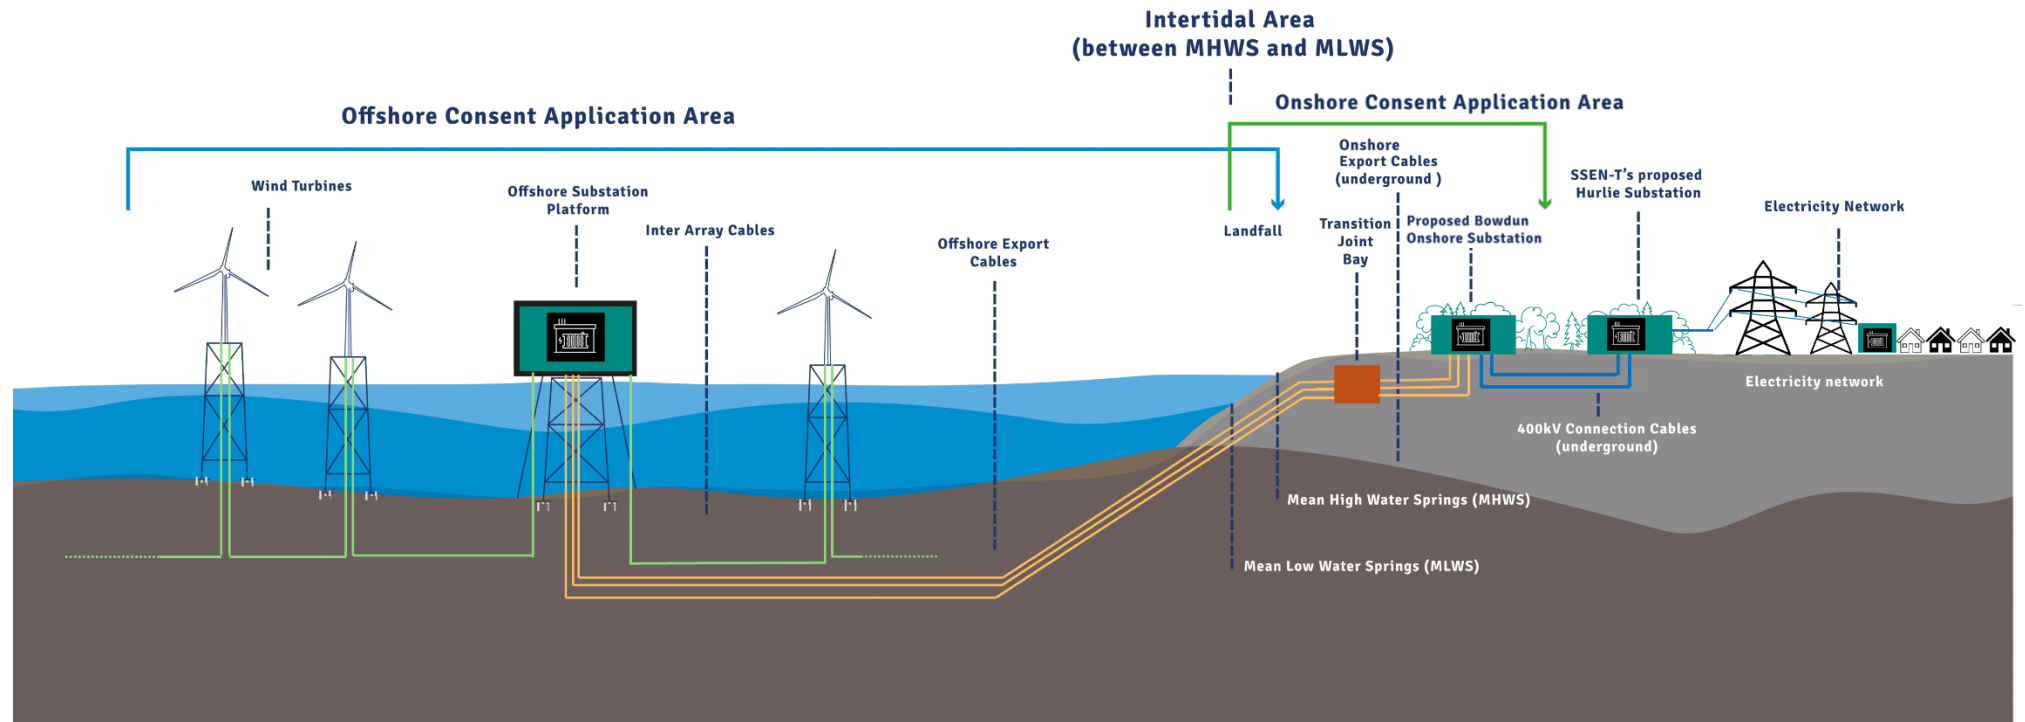 Intertidal Area
(between MHWS and MLWS)
Offshore Consent Application Area
Onshore Consent Application Area
Wind Turbines
Offshore Substation
Platform
Inter Array Cables
Offshore Export
Cables
Landfall
Onshore
Export Cables
(underground )
Transition
Joint
Bay
Proposed Bowdun
Onshore Substation
SSEN-T's proposed
Hurlie Substation
Electricity Network
Electricity network
400kV Connection Cables
(underground)
Mean High Water Springs (MHWS)
Mean Low Water Springs (MLWS)